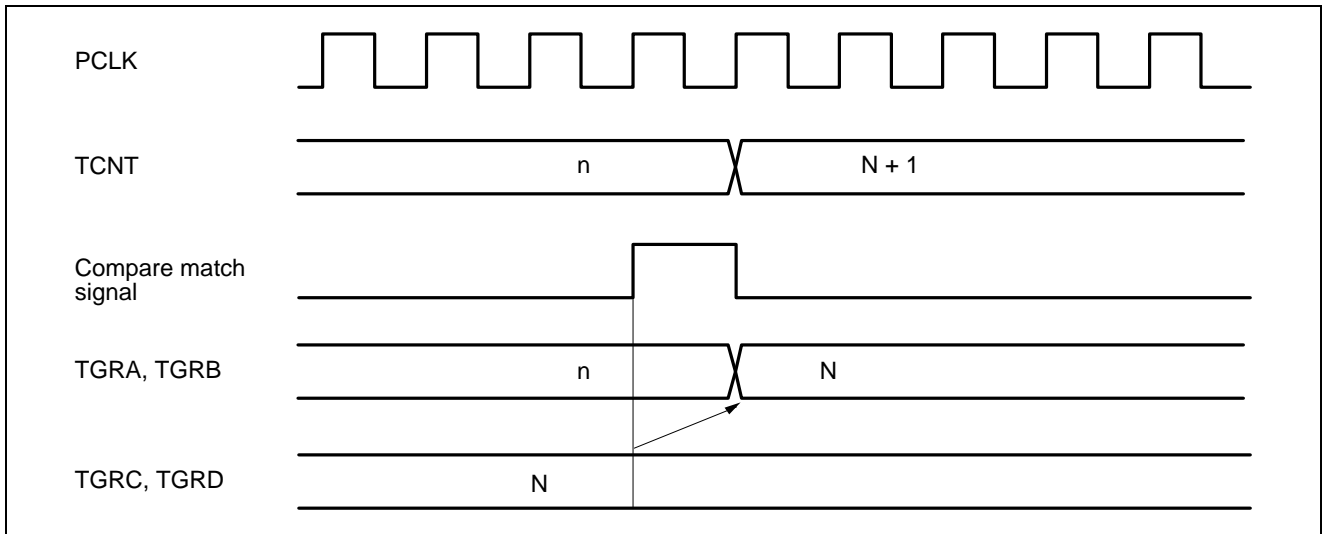 PCLK
TCNT
n
N + 1
Compare match
signal
TGRA, TGRB
n
N
TGRC, TGRD
N